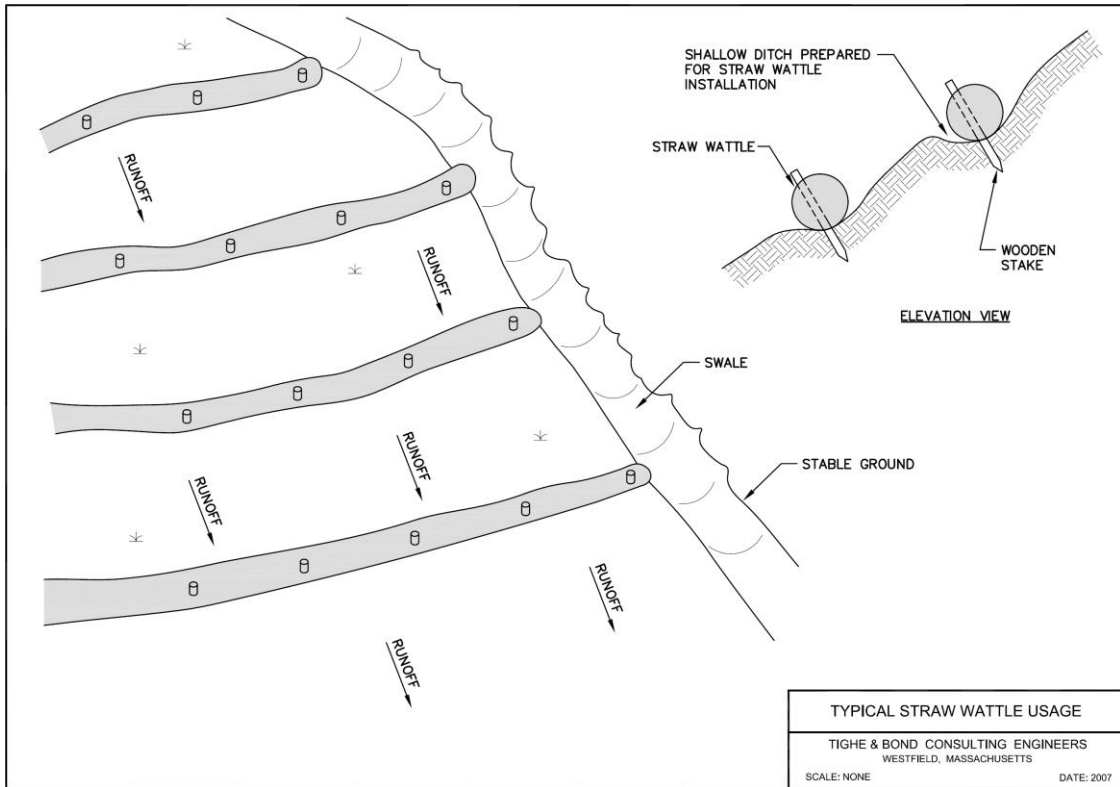 SHALLOW DITCH PREPARED
FOR STRAW WATTLE
INSTALLATION
STRAW WATTLE
WOODEN
STAKE
ELEVATION VIEW
RUNOFF
RUNOFF
SWALE
RUNOFF
STABLE GROUND
RUNOFF
RUNOFF
RUNOFF
TYPICAL STRAW WATTLE USAGE
TIGHE & BOND CONSULTING ENGINEERS
WESTFIELD, MASSACHUSETTS
SCALE: NONE
DATE: 2007